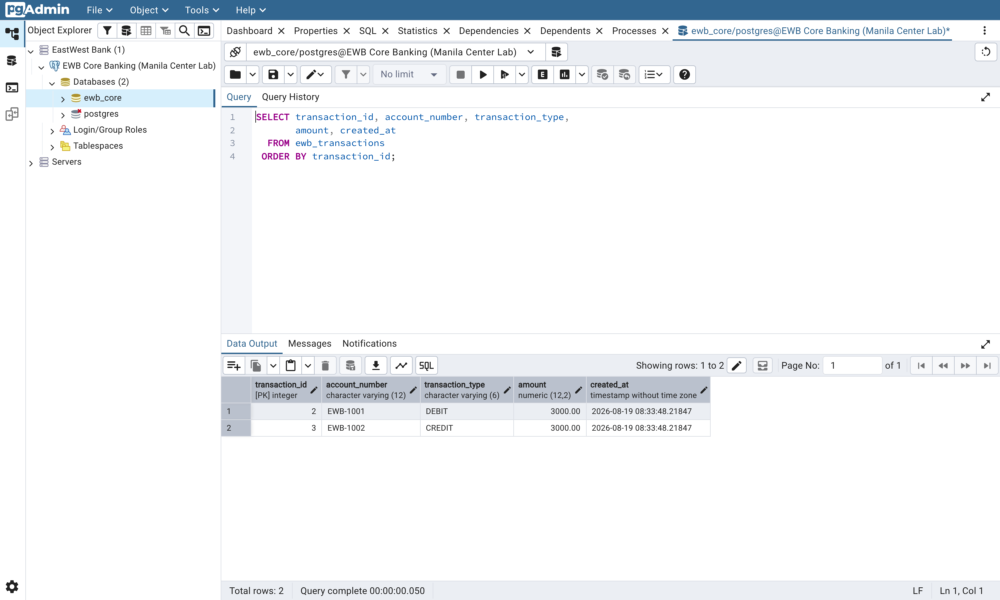 pgAdmin File Object Tools Help
Object Explorer
Dashboard Properties SQL Statistics Dependencies Dependents Processes ewb_core/postgres@EWB Core Banking (Manila Center Lab)*
EastWest Bank (1)
EWB Core Banking (Manila Center Lab)
Databases (2)
ewb_core
postgres
Login/Group Roles
Tablespaces
Servers
ewb_core/postgres@EWB Core Banking (Manila Center Lab)
No limit E
Query Query History
1 SELECT transaction_id, account_number, transaction_type,
2 amount, created_at
3 FROM ewb_transactions
4 ORDER BY transaction_id;
Data Output Messages Notifications
SQL Showing rows: 1 to 2 Page No: 1 of 1
transaction_id account_number transaction_type amount created_at
[PK] integer character varying (12) character varying (6) numeric (12,2) timestamp without time zone
1 2 EWB-1001 DEBIT 3000.00 2026-08-19 08:33:48.21847
2 3 EWB-1002 CREDIT 3000.00 2026-08-19 08:33:48.21847
Total rows: 2 Query complete 00:00:00.050 LF Ln 1, Col 1